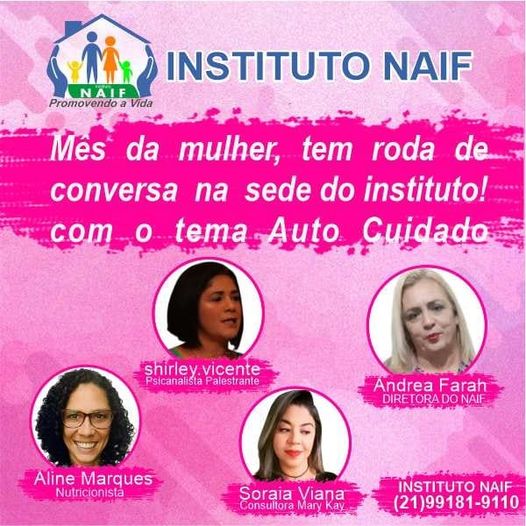 INSTITUTO NAIF
NAIF
Promovendo a Vida
Mês da mulher, tem roda de
conversa na sede do instituto!
com o tema Auto Cuidado
shirley.vicente
Psicanalista Palestrante
Andrea Farah
DIRETORA DO NAIF
Aline Marques
Nutricionista
Soraia Viana
Consultora Mary Kay
INSTITUTO NAIF
(21)99181-9110